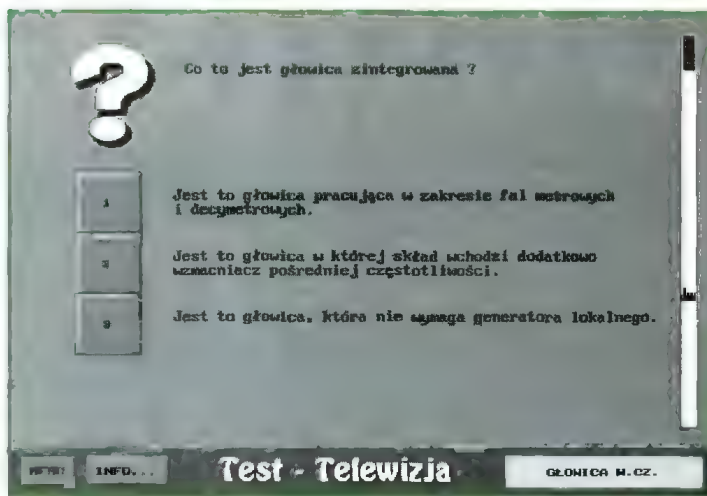 ?
Co to jest głowica zintegrowana ?
1
Jest to głowica pracująca w zakresie fal metrowych
i decymetrowych.
2
Jest to głowica w której skład wchodzi dodatkowo
wzmacniacz pośredniej częstotliwości.
3
Jest to głowica, która nie wymaga generatora lokalnego.
INFO...
Test - Telewizja
GŁOWICA W.CZ.